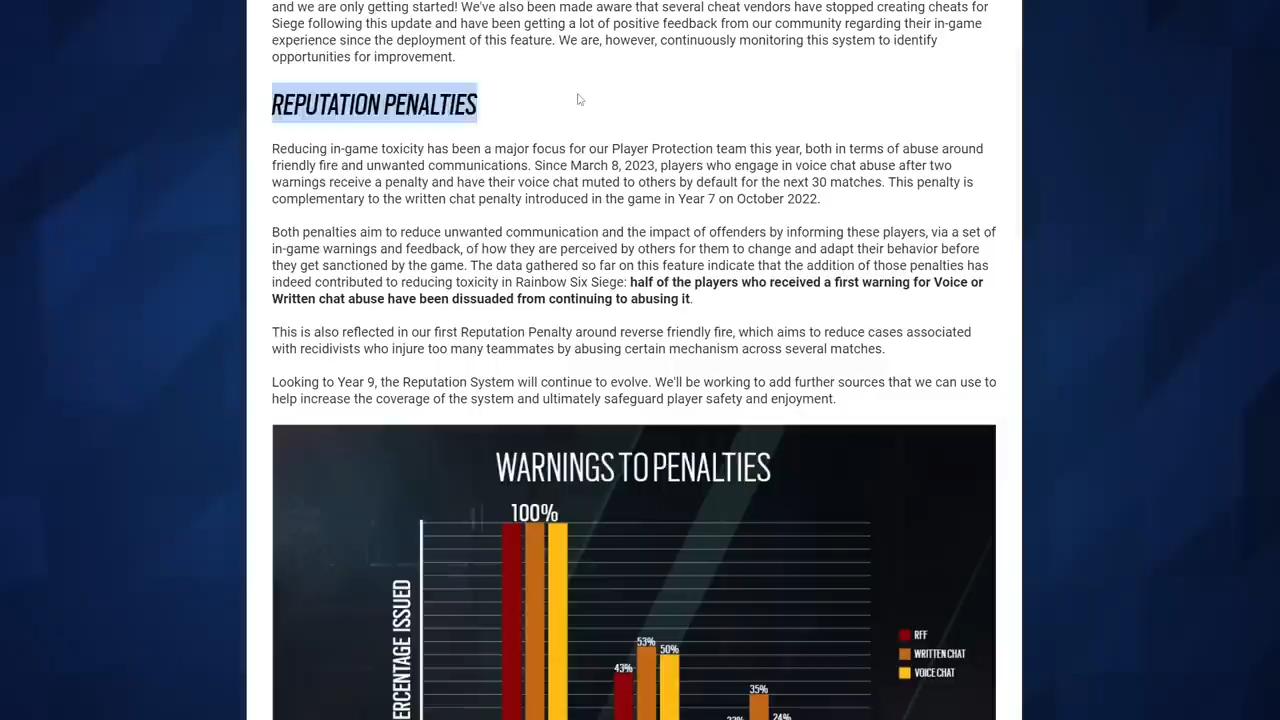 and we are only getting started! We've also been made aware that several cheat vendors have stopped creating cheats for
Siege following this update and have been getting a lot of positive feedback from our community regarding their in-game
experience since the deployment of this feature. We are, however, continuously monitoring this system to identify
opportunities for improvement.
REPUTATION PENALTIES
Reducing in-game toxicity has been a major focus for our Player Protection team this year, both in terms of abuse around
friendly fire and unwanted communications. Since March 8, 2023, players who engage in voice chat abuse after two
warnings receive a penalty and have their voice chat muted to others by default for the next 30 matches. This penalty is
complementary to the written chat penalty introduced in the game in Year 7 on October 2022.
Both penalties aim to reduce unwanted communication and the impact of offenders by informing these players, via a set of
in-game warnings and feedback, of how they are perceived by others for them to change and adapt their behavior before
they get sanctioned by the game. The data gathered so far on this feature indicate that the addition of those penalties has
indeed contributed to reducing toxicity in Rainbow Six Siege: half of the players who received a first warning for Voice or
Written chat abuse have been dissuaded from continuing to abusing it.
This is also reflected in our first Reputation Penalty around reverse friendly fire, which aims to reduce cases associated
with recidivists who injure too many teammates by abusing certain mechanism across several matches.
Looking to Year 9, the Reputation System will continue to evolve. We'll be working to add further sources that we can use to
help increase the coverage of the system and ultimately safeguard player safety and enjoyment.
WARNINGS TO PENALTIES
100%
53%
50%
43%
35%
24%
ERCENTAGE ISSUED
RFF
WRITTEN CHAT
VOICE CHAT